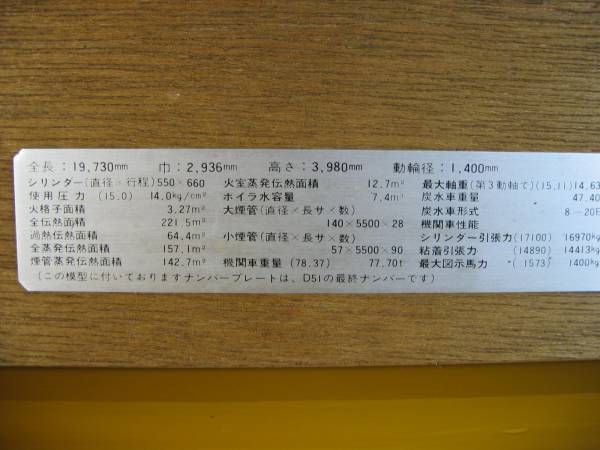 全長：19,730mm 巾：2,936mm 高さ：3,980mm 動輪径：1,400mm
シリンダー(直径×行程)550×660 火室蒸発伝熱面積 12.7m² 最大軸重(第3動軸で)(15.11)14.63
使用圧力 (15.0) 14.0kg/cm² ボイラ水容量 7.4m³ 炭水車重量 47.40
火格子面積 3.27m² 大煙管(直径×長サ×数) 炭水車形式 8－20B
全伝熱面積 221.5m² 140×5500×28 機関車性能
過熱伝熱面積 64.4m² 小煙管(直径×長サ×数) シリンダー引張力(17100) 16970kg
全蒸発伝熱面積 157.1m² 57×5500×90 粘着引張力 (14890) 14413kg
煙管蒸発伝熱面積 142.7m² 機関車重量 (78.37) 77.70t 最大図示馬力 (1573) 1400kg
(この模型に付いておりますナンバープレートは、D51の最終ナンバーです)